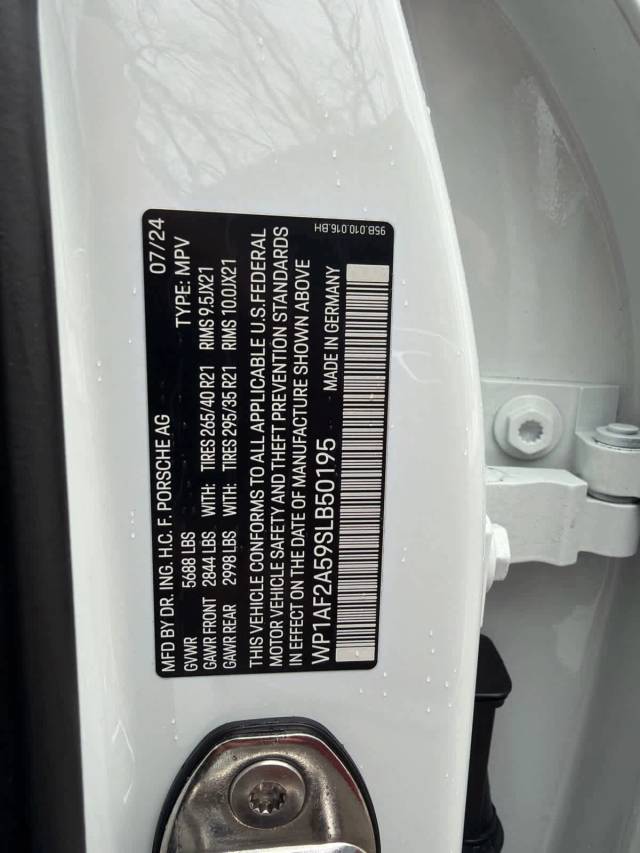 MFD BY DR. ING. H.C. F. PORSCHE AG 07/24
GVWR 5688 LBS TYPE: MPV
GAWR FRONT 2844 LBS WITH: TIRES 265/40 R21 RIMS 9.5JX21
GAWR REAR 2998 LBS WITH: TIRES 295/35 R21 RIMS 10.0JX21
THIS VEHICLE CONFORMS TO ALL APPLICABLE U.S. FEDERAL
MOTOR VEHICLE SAFETY AND THEFT PREVENTION STANDARDS
IN EFFECT ON THE DATE OF MANUFACTURE SHOWN ABOVE
WP1AF2A59SLB50195 MADE IN GERMANY
95B.010.016.BH